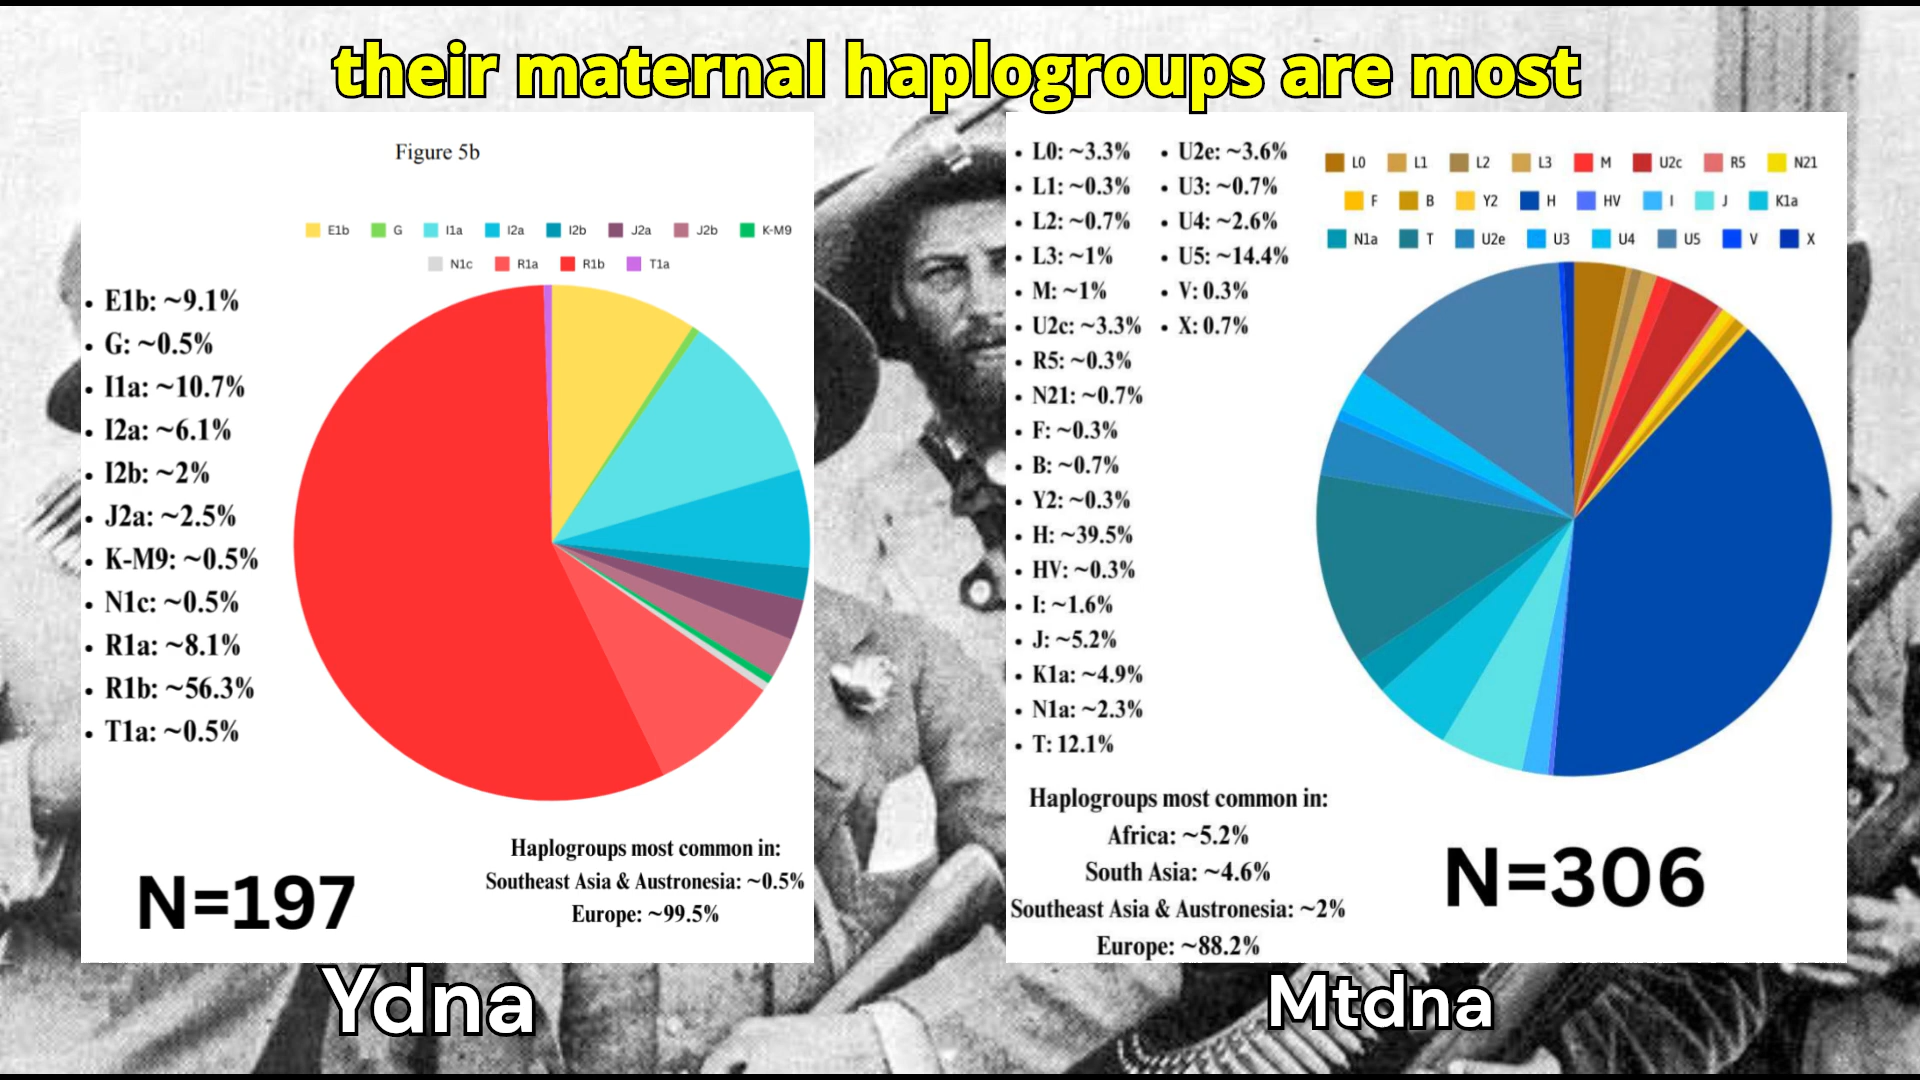 their maternal haplogroups are most
Figure 5b
E1b G I1a I2a I2b J2a J2b K-M9
N1c R1a R1b T1a
• E1b: ~9.1%
• G: ~0.5%
• I1a: ~10.7%
• I2a: ~6.1%
• I2b: ~2%
• J2a: ~2.5%
• K-M9: ~0.5%
• N1c: ~0.5%
• R1a: ~8.1%
• R1b: ~56.3%
• T1a: ~0.5%
Haplogroups most common in:
Southeast Asia & Austronesia: ~0.5%
Europe: ~99.5%
N=197
Ydna
• L0: ~3.3%
• L1: ~0.3%
• L2: ~0.7%
• L3: ~1%
• M: ~1%
• U2c: ~3.3%
• R5: ~0.3%
• N21: ~0.7%
• F: ~0.3%
• B: ~0.7%
• Y2: ~0.3%
• H: ~39.5%
• HV: ~0.3%
• I: ~1.6%
• J: ~5.2%
• K1a: ~4.9%
• N1a: ~2.3%
• T: 12.1%
• U2e: ~3.6%
• U3: ~0.7%
• U4: ~2.6%
• U5: ~14.4%
• V: 0.3%
• X: 0.7%
L0 L1 L2 L3 M U2c R5 N21
F B Y2 H HV I J K1a
N1a T U2e U3 U4 U5 V X
Haplogroups most common in:
Africa: ~5.2%
South Asia: ~4.6%
Southeast Asia & Austronesia: ~2%
Europe: ~88.2%
N=306
Mtdna